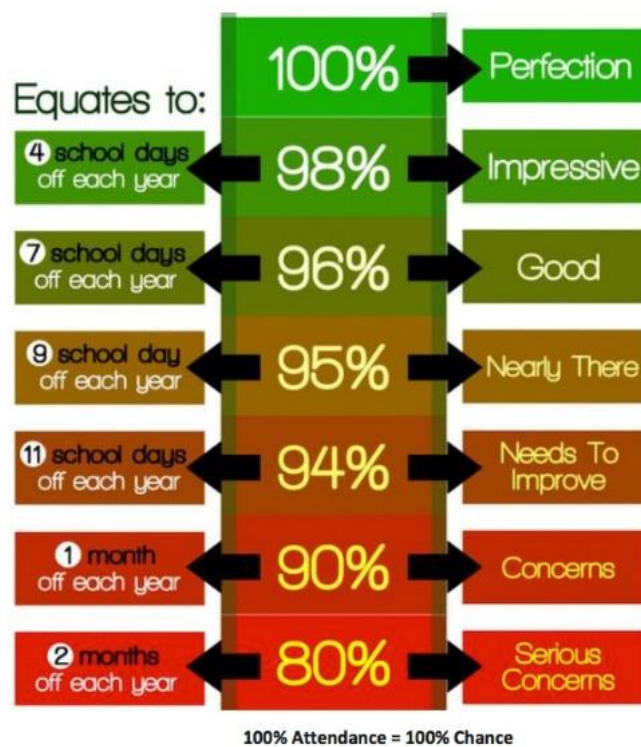 100%
Perfection
Equates to:
4 school days
off each year
98%
Impressive
7 school days
off each year
96%
Good
9 school day
off each year
95%
Nearly There
11 school days
off each year
94%
Needs To
Improve
1 month
off each year
90%
Concerns
2 months
off each year
80%
Serious
Concerns
100% Attendance = 100% Chance